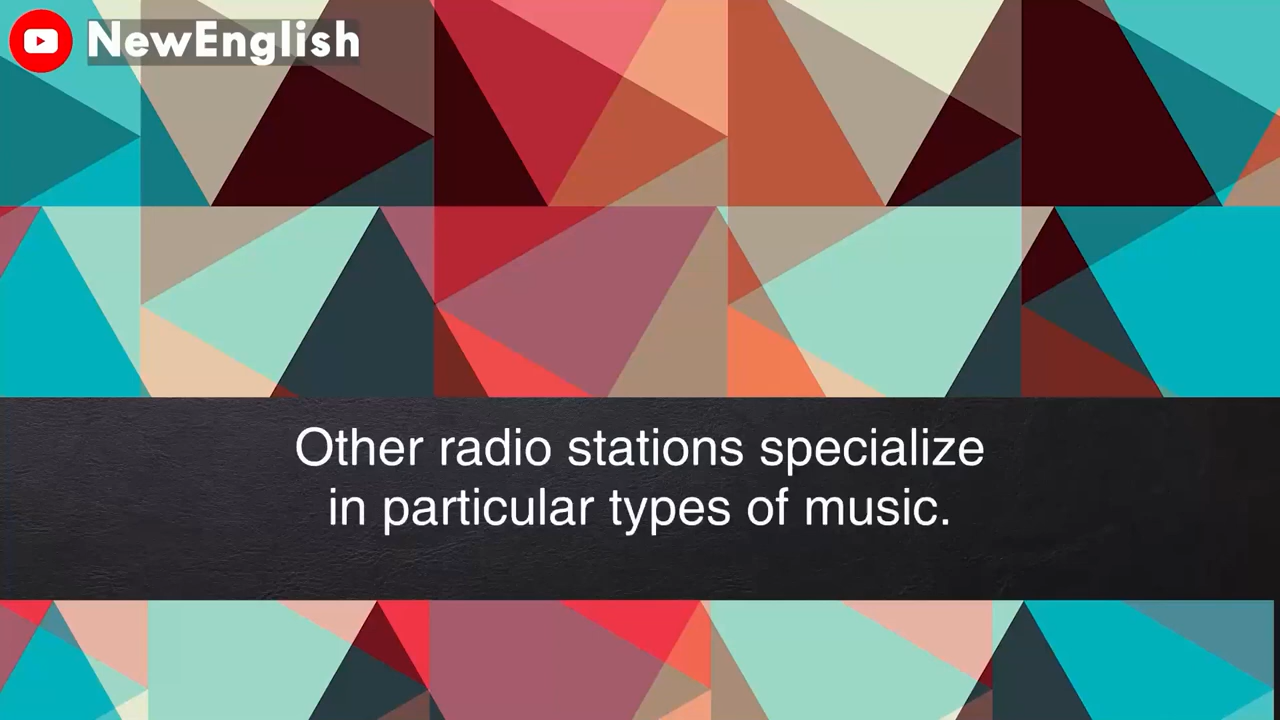 NewEnglish
Other radio stations specialize
in particular types of music.